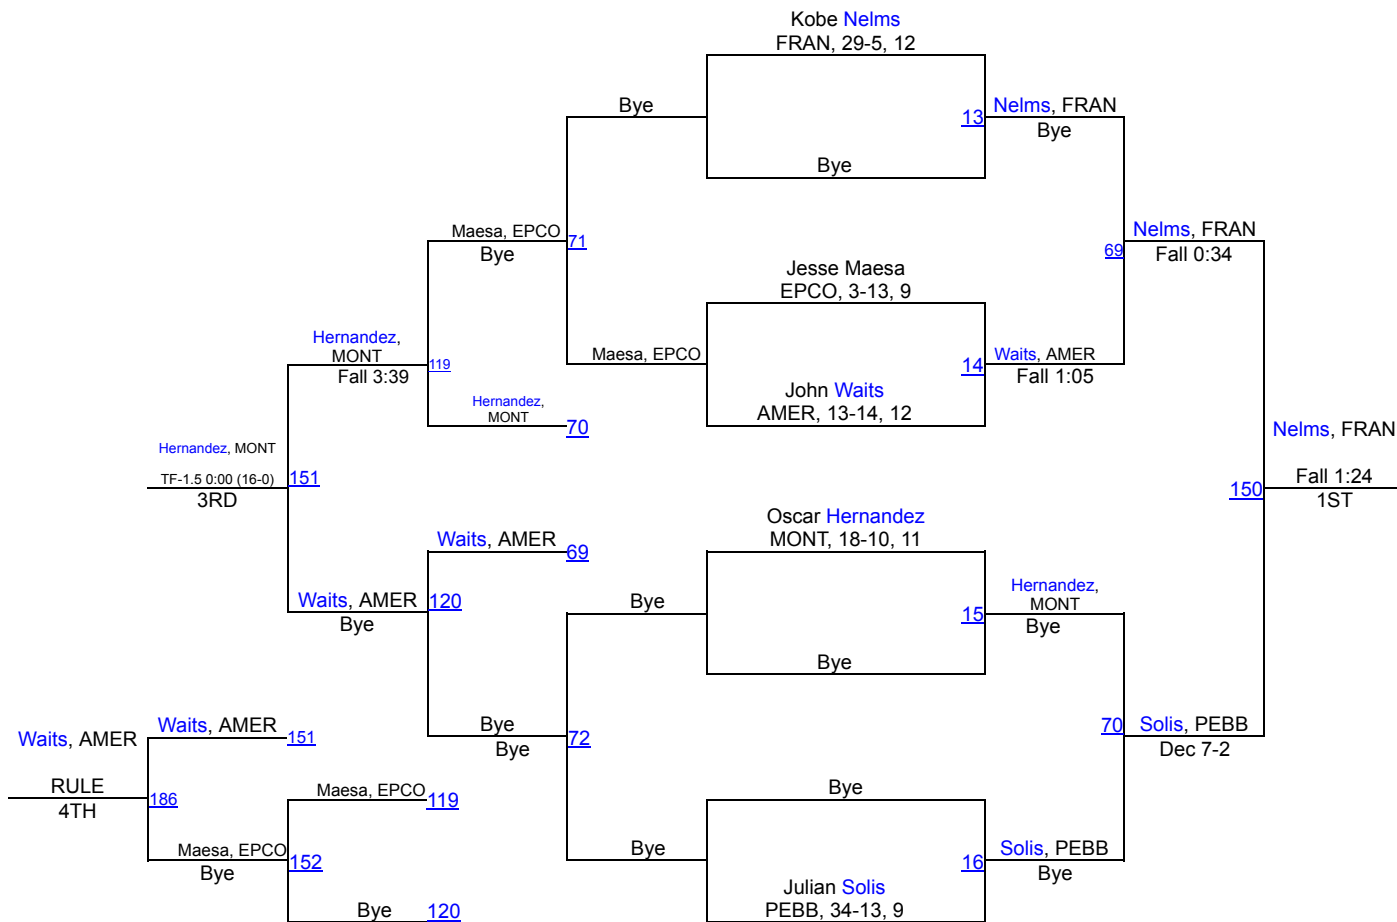 Kobe Nelms
FRAN, 29-5, 12
Bye
13
Nelms, FRAN
Bye
Bye
Maesa, EPCO
Bye
71
Nelms, FRAN
Fall 0:34
69
Jesse Maesa
EPCO, 3-13, 9
Hernandez,
MONT
Fall 3:39
119
Maesa, EPCO
14
Waits, AMER
Fall 1:05
John Waits
AMER, 13-14, 12
Hernandez,
MONT
70
Nelms, FRAN
Fall 1:24
1ST
150
Hernandez, MONT
TF-1.5 0:00 (16-0)
3RD
151
Oscar Hernandez
MONT, 18-10, 11
Waits, AMER
69
Waits, AMER
Bye
120
Bye
15
Hernandez,
MONT
Bye
Bye
Bye
Bye
72
70
Solis, PEBB
Dec 7-2
Waits, AMER
RULE
4TH
Waits, AMER
151
186
Maesa, EPCO
119
Bye
Maesa, EPCO
Bye
152
Bye
16
Solis, PEBB
Bye
Julian Solis
PEBB, 34-13, 9
Bye
120